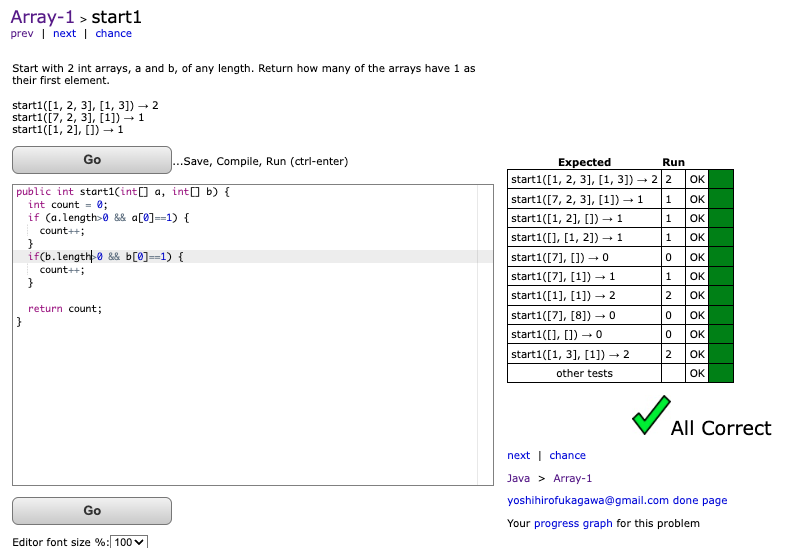 Array-1 > start1
prev | next | chance
Start with 2 int arrays, a and b, of any length. Return how many of the arrays have 1 as
their first element.
start1([1, 2, 3], [1, 3]) → 2
start1([7, 2, 3], [1]) → 1
start1([1, 2], []) → 1
Go
...Save, Compile, Run (ctrl-enter)
public int start1(int[] a, int[] b) {
  int count = 0;
  if (a.length>0 && a[0]==1) {
    count++;
  }
  if(b.length>0 && b[0]==1) {
    count++;
  }

  return count;
}
Go
Editor font size %: 100
Expected Run
start1([1, 2, 3], [1, 3]) → 2 2 OK
start1([7, 2, 3], [1]) → 1 1 OK
start1([1, 2], []) → 1 1 OK
start1([], [1, 2]) → 1 1 OK
start1([7], []) → 0 0 OK
start1([7], [1]) → 1 1 OK
start1([1], [1]) → 2 2 OK
start1([7], [8]) → 0 0 OK
start1([], []) → 0 0 OK
start1([1, 3], [1]) → 2 2 OK
other tests OK
All Correct
next | chance
Java > Array-1
yoshihirofukagawa@gmail.com done page
Your progress graph for this problem